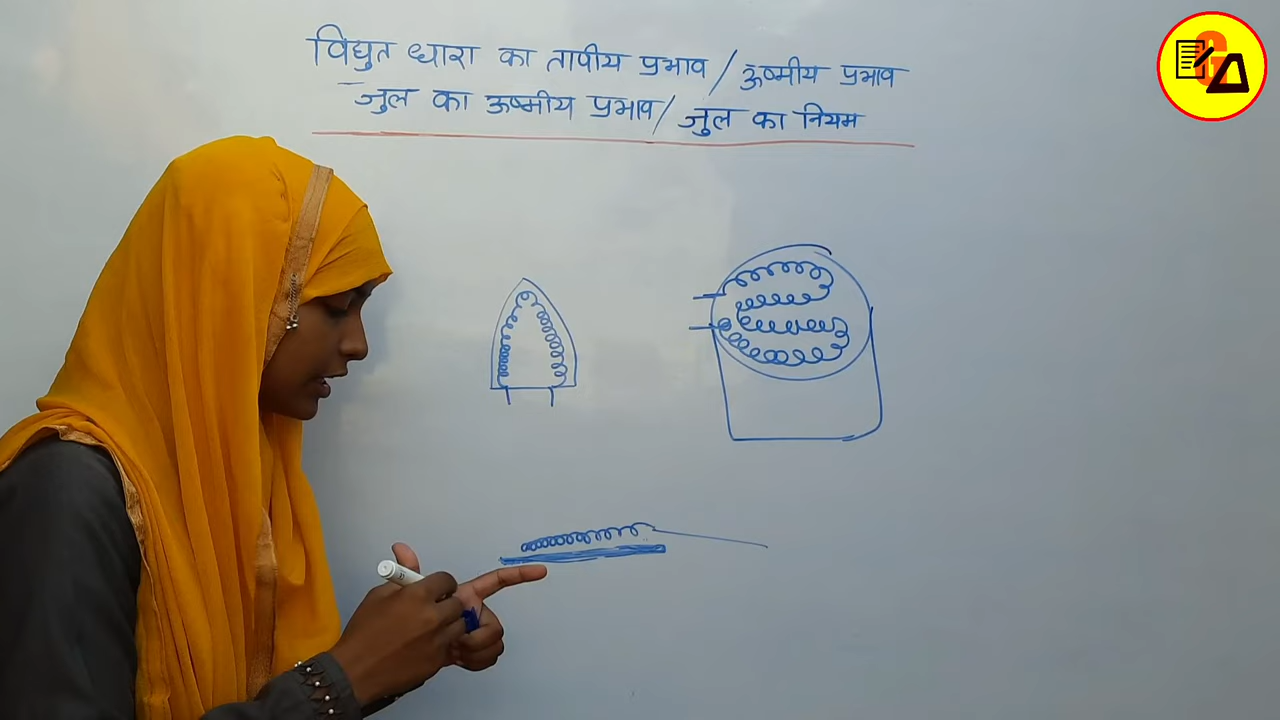 विद्युत धारा का तापीय प्रभाव / ऊष्मीय प्रभाव
जुल का ऊष्मीय प्रभाव / जुल का नियम